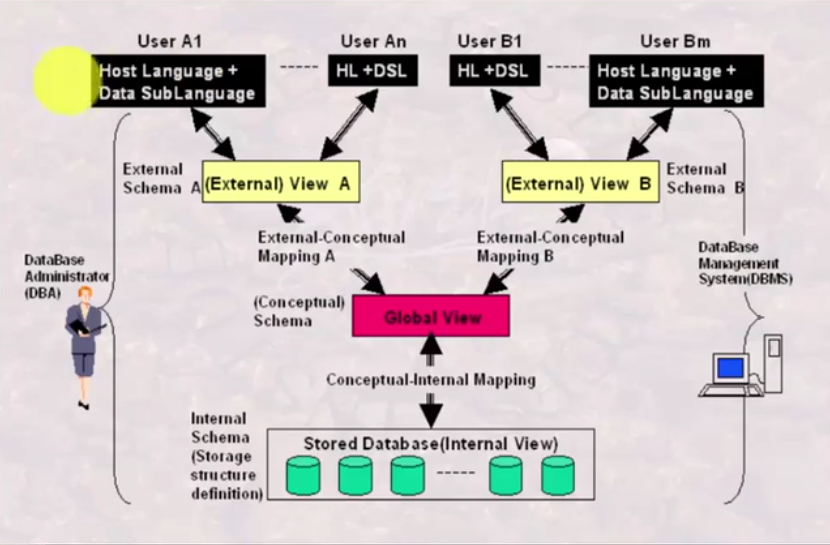 User A1
User An
User B1
User Bm
Host Language +
Data SubLanguage
HL +DSL
HL +DSL
Host Language +
Data SubLanguage
External
Schema A
(External) View A
(External) View B
External
Schema B
External-Conceptual
Mapping A
External-Conceptual
Mapping B
DataBase
Administrator
(DBA)
DataBase
Management
System(DBMS)
(Conceptual)
Schema
Global View
Conceptual-Internal Mapping
Internal
Schema
(Storage
structure
definition)
Stored Database(Internal View)